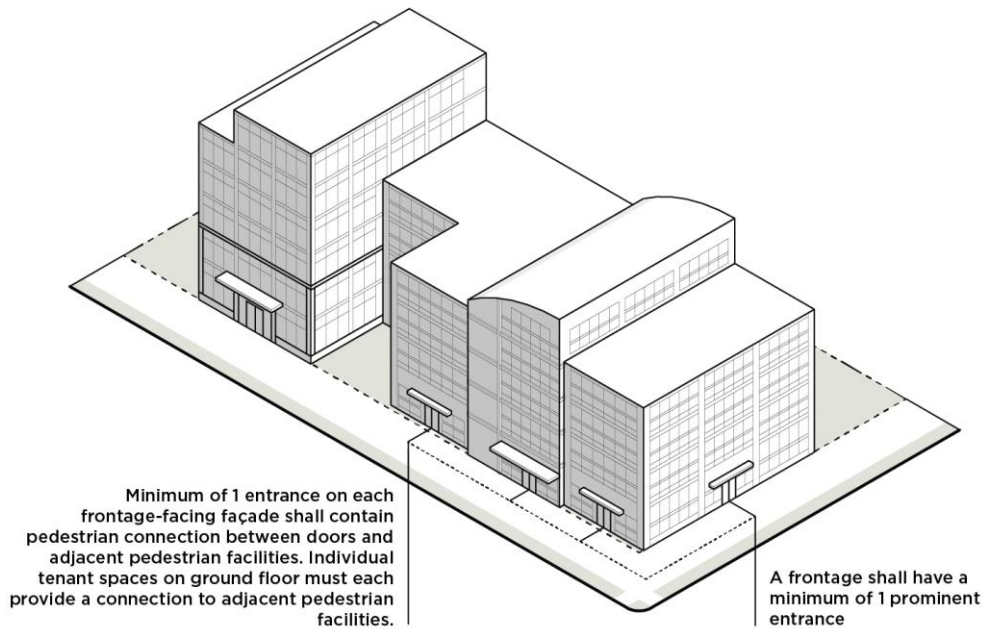 Minimum of 1 entrance on each
frontage-facing façade shall contain
pedestrian connection between doors and
adjacent pedestrian facilities. Individual
tenant spaces on ground floor must each
provide a connection to adjacent pedestrian
facilities.
A frontage shall have a
minimum of 1 prominent
entrance